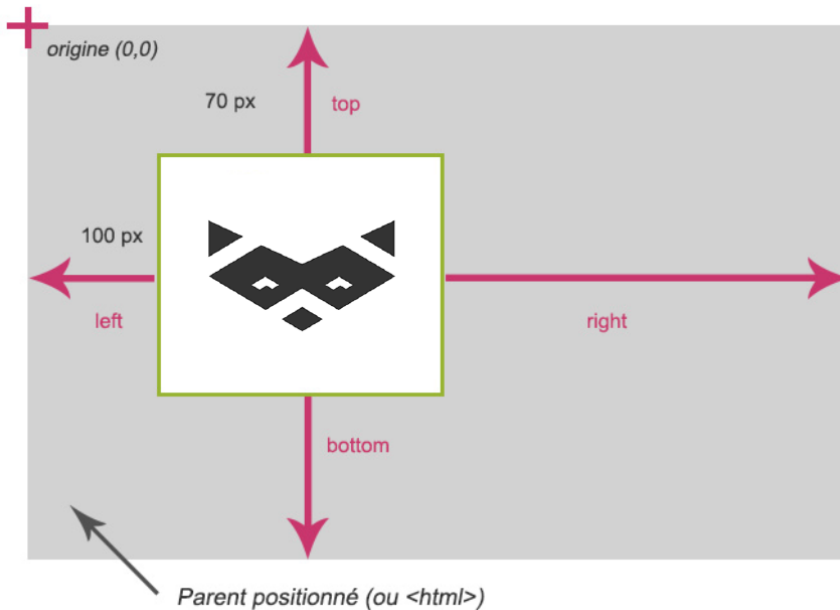 origine (0,0)
70 px
top
100 px
left
right
bottom
Parent positionné (ou <html>)